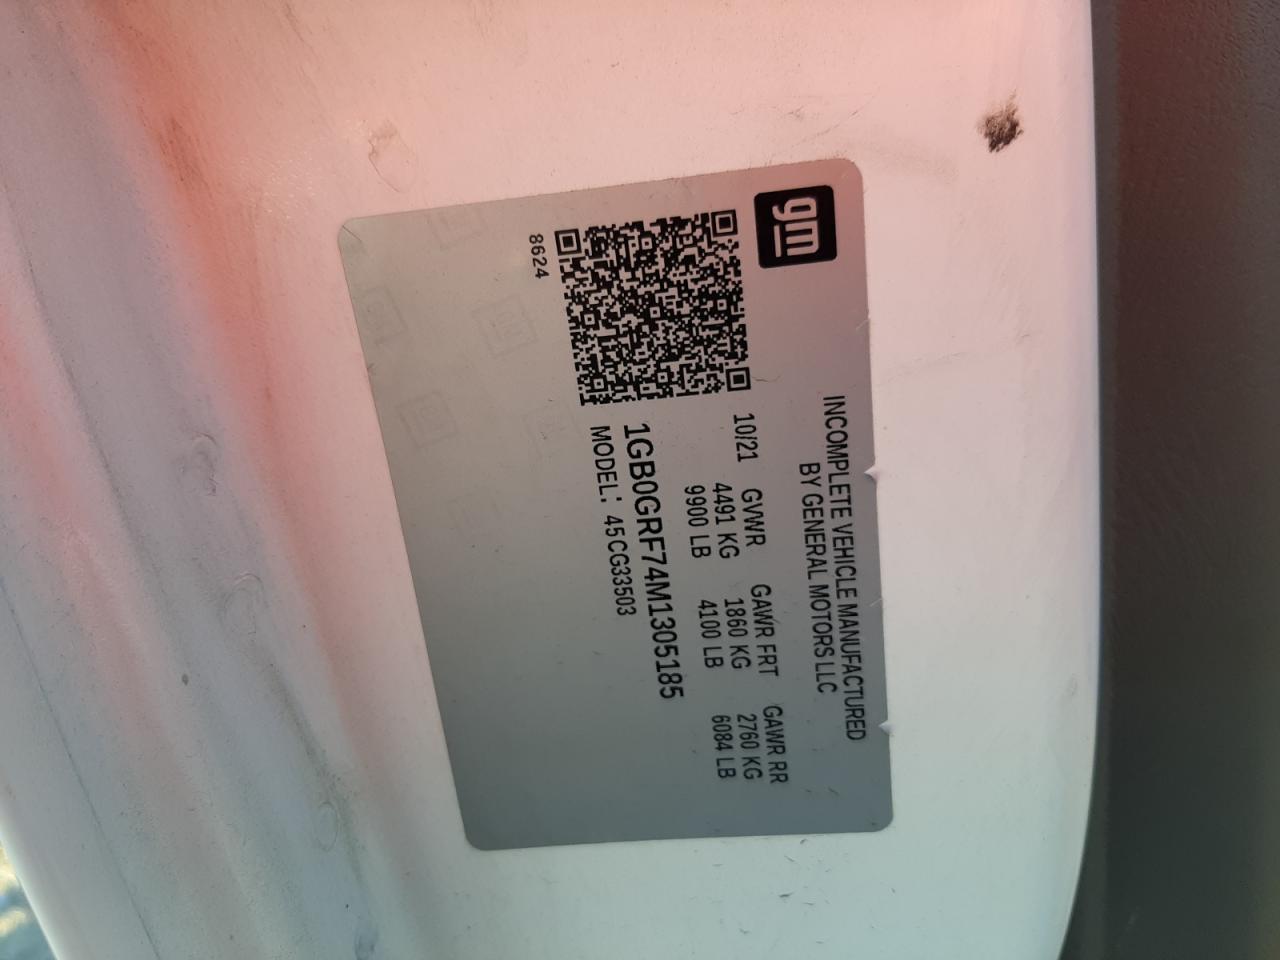 gm
INCOMPLETE VEHICLE MANUFACTURED
BY GENERAL MOTORS LLC
10/21 GVWR GAWR FRT GAWR RR
4491 KG 1860 KG 2760 KG
9900 LB 4100 LB 6084 LB
1GB0GRF74M1305185
MODEL: 45CG33503
8624